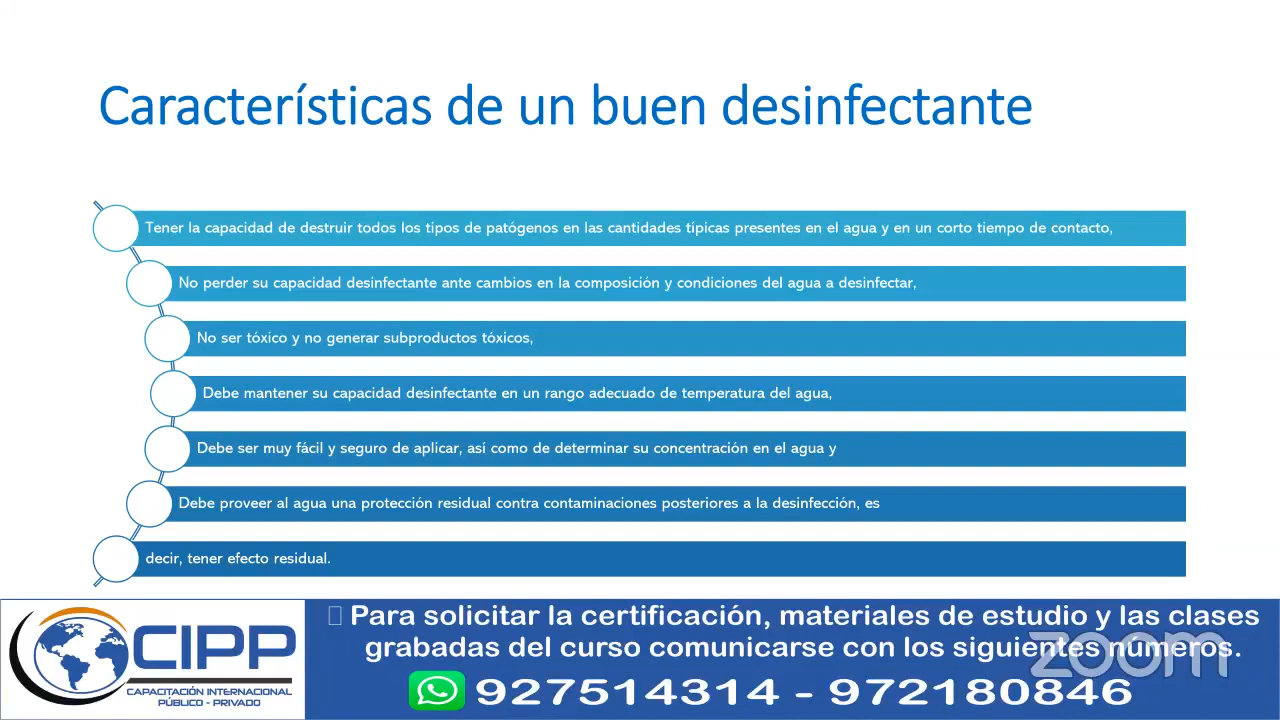 Características de un buen desinfectante
Tener la capacidad de destruir todos los tipos de patógenos en las cantidades típicas presentes en el agua y en un corto tiempo de contacto,
No perder su capacidad desinfectante ante cambios en la composición y condiciones del agua a desinfectar,
No ser tóxico y no generar subproductos tóxicos,
Debe mantener su capacidad desinfectante en un rango adecuado de temperatura del agua,
Debe ser muy fácil y seguro de aplicar, así como de determinar su concentración en el agua y
Debe proveer al agua una protección residual contra contaminaciones posteriores a la desinfección, es
decir, tener efecto residual.
CIPP
CAPACITACIÓN INTERNACIONAL
PÚBLICO - PRIVADO
Para solicitar la certificación, materiales de estudio y las clases
grabadas del curso comunicarse con los siguientes números.
927514314 - 972180846
zoom